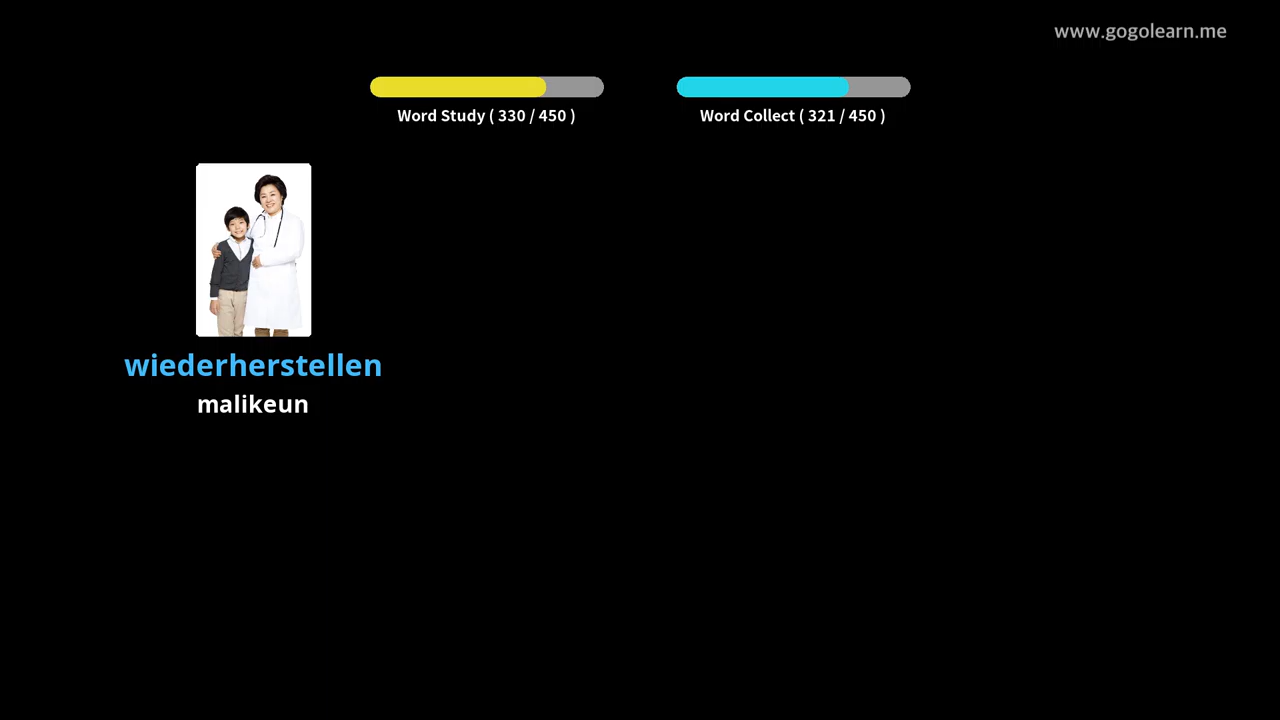 www.gogolearn.me
Word Study ( 330 / 450 )
Word Collect ( 321 / 450 )
wiederherstellen
malikeun